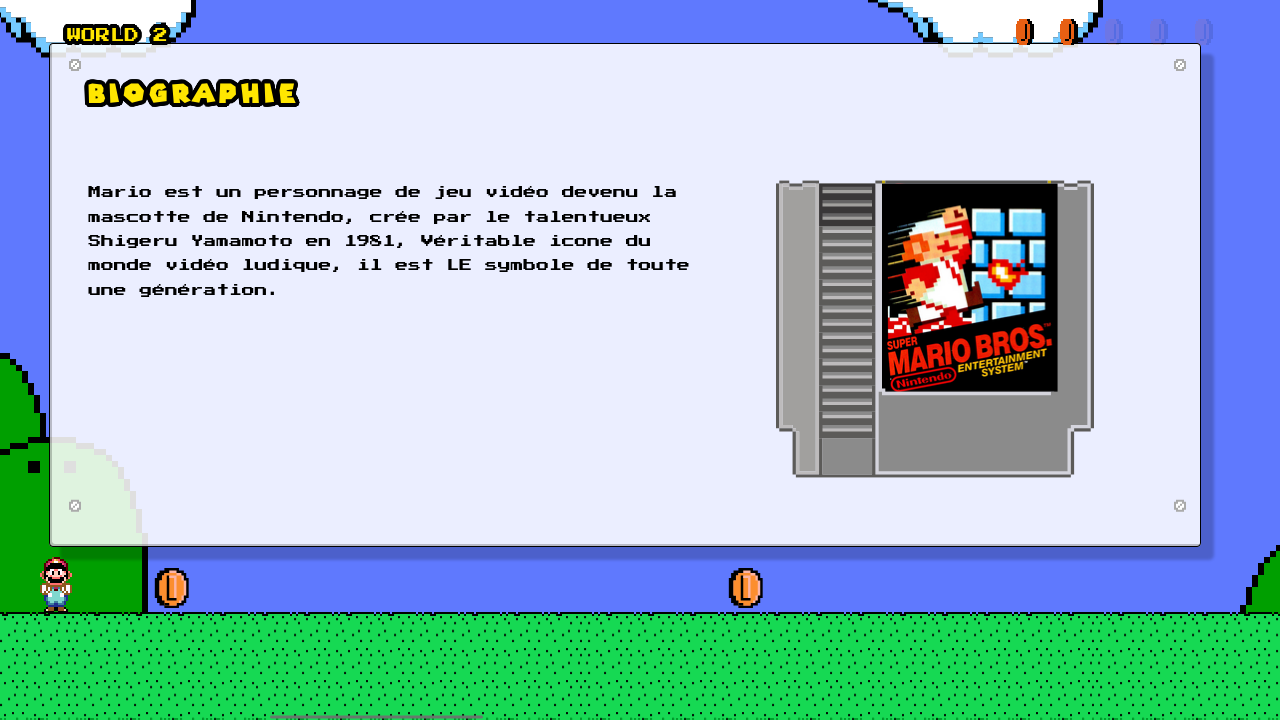 WORLD 2
BIOGRAPHIE
Mario est un personnage de jeu vidéo devenu la
mascotte de Nintendo, crée par le talentueux
Shigeru Yamamoto en 1981, Véritable icone du
monde vidéo ludique, il est LE symbole de toute
une génération.
SUPER
MARIO BROS.™
Nintendo ENTERTAINMENT
SYSTEM™